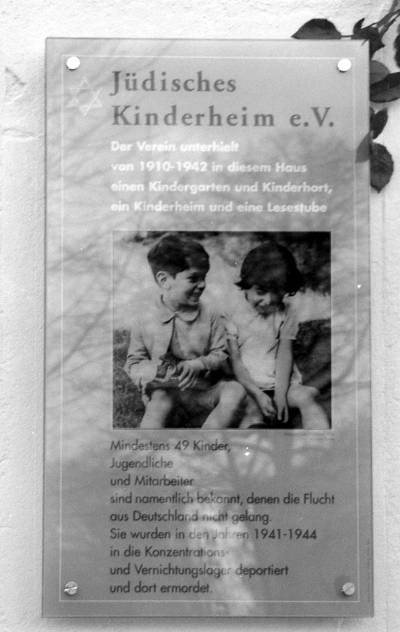 Jüdisches
Kinderheim e.V.
Der Verein unterhielt
von 1910-1942 in diesem Haus
einen Kindergarten und Kinderhort,
ein Kinderheim und eine Lesestube
Mindestens 49 Kinder,
Jugendliche
und Mitarbeiter
sind namentlich bekannt, denen die Flucht
aus Deutschland nicht gelang.
Sie wurden in den Jahren 1941-1944
in die Konzentrations-
und Vernichtungslager deportiert
und dort ermordet.